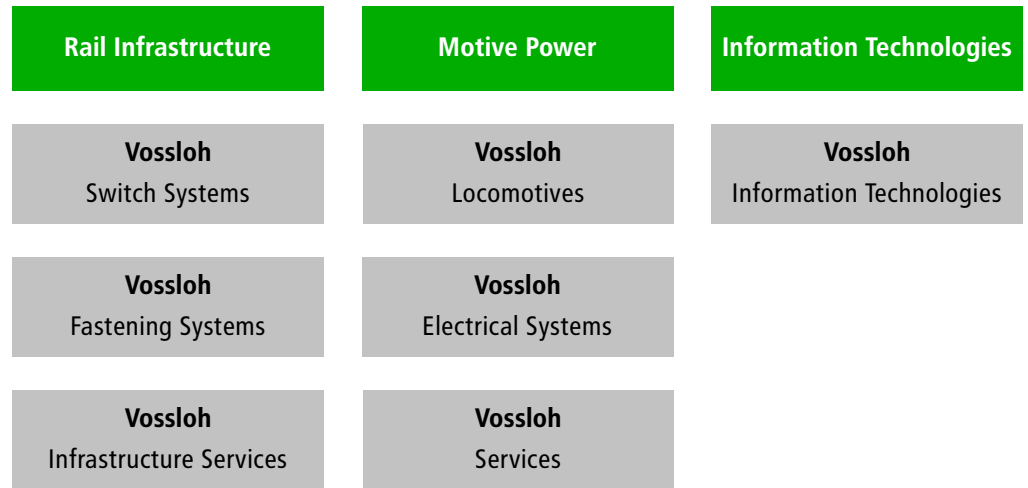 Rail Infrastructure
Motive Power
Information Technologies
Vossloh
Switch Systems
Vossloh
Locomotives
Vossloh
Information Technologies
Vossloh
Fastening Systems
Vossloh
Electrical Systems
Vossloh
Infrastructure Services
Vossloh
Services